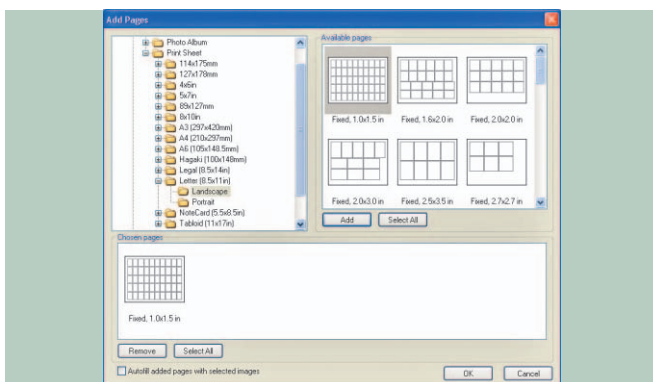 Add Pages
Photo Album
Print Sheet
114x175mm
127x178mm
4x6in
5x7in
89x127mm
8x10in
A3 (297x420mm)
A4 (210x297mm)
A6 (105x148.5mm)
Hagaki (100x148mm)
Legal (8.5x14in)
Letter (8.5x11in)
Landscape
Portrait
NoteCard (5.5x8.5in)
Tabloid (11x17in)
Available pages
Fixed, 1.0x1.5 in
Fixed, 1.6x2.0 in
Fixed, 2.0x2.0 in
Fixed, 2.0x3.0 in
Fixed, 2.5x3.5 in
Fixed, 2.7x2.7 in
Add
Select All
Chosen pages
Fixed, 1.0x1.5 in
Remove
Select All
Autofill added pages with selected images
OK
Cancel